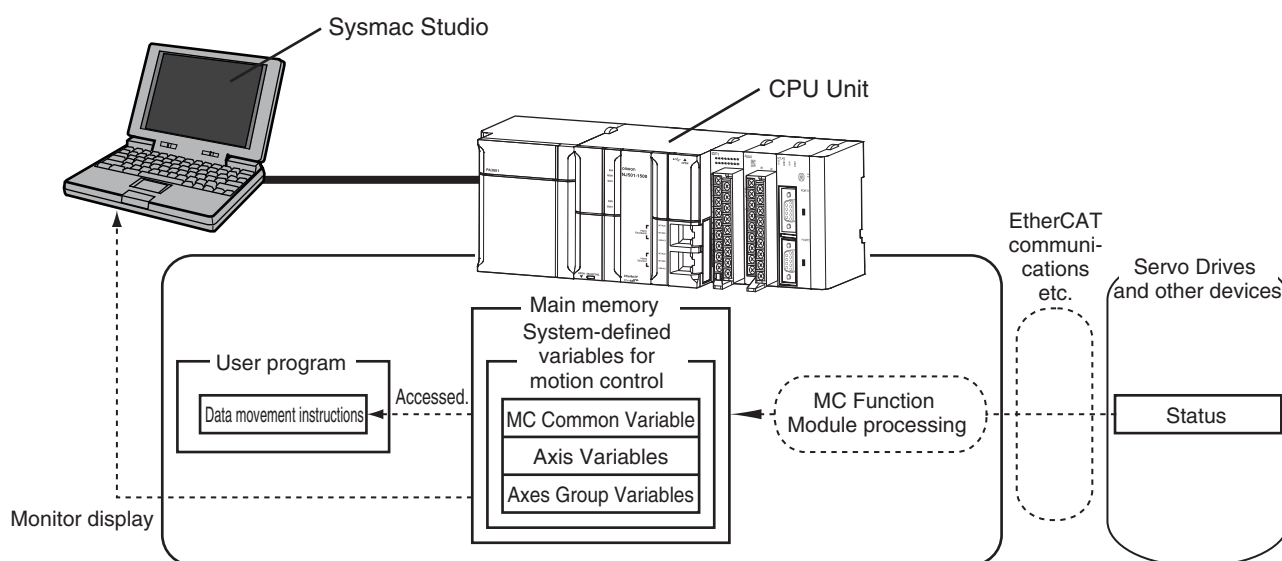 Sysmac Studio
CPU Unit
NJ501-1500
EtherCAT
communi-
cations
etc.
Servo Drives
and other devices
Main memory
System-defined
variables for
motion control
User program
Accessed.
Data movement instructions
MC Common Variable
Axis Variables
Axes Group Variables
MC Function
Module processing
Status
Monitor display